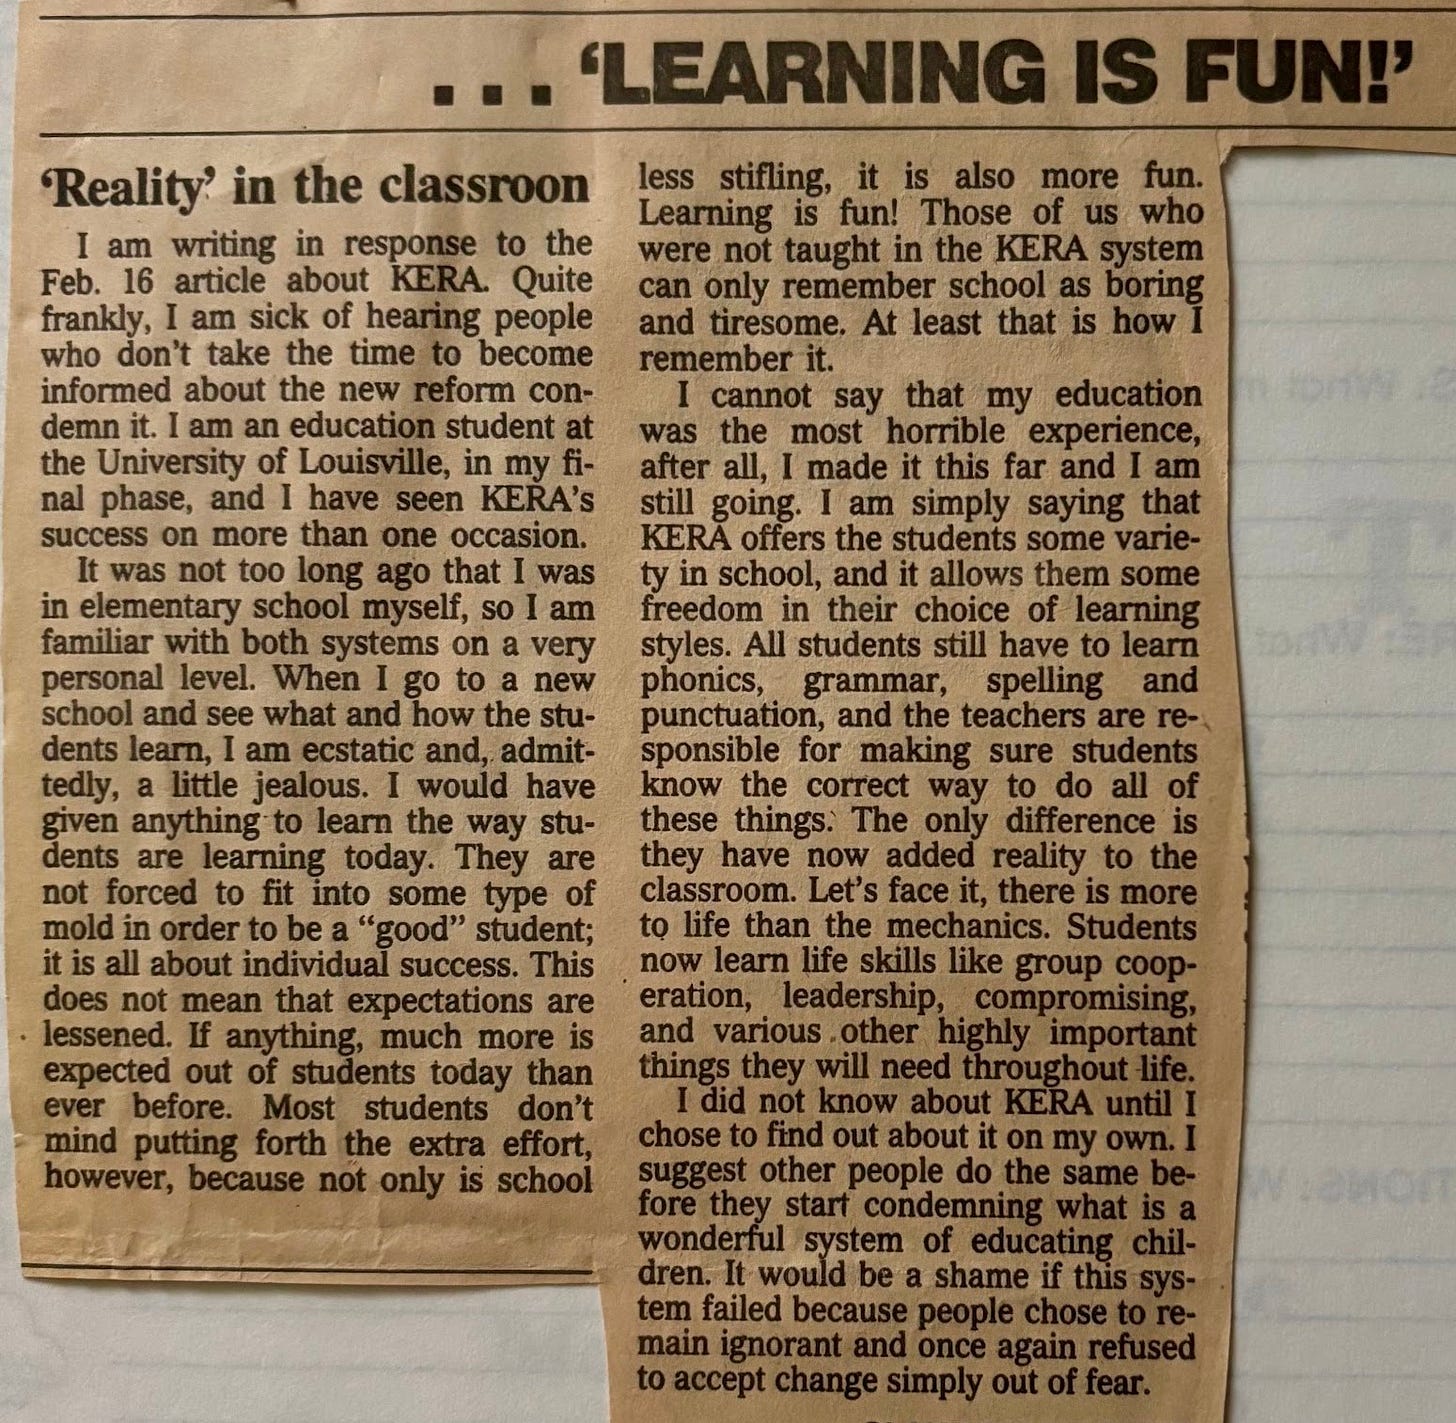 ... 'LEARNING IS FUN!'
'Reality' in the classroon
I am writing in response to the
Feb. 16 article about KERA. Quite
frankly, I am sick of hearing people
who don't take the time to become
informed about the new reform con-
demn it. I am an education student at
the University of Louisville, in my fi-
nal phase, and I have seen KERA's
success on more than one occasion.
It was not too long ago that I was
in elementary school myself, so I am
familiar with both systems on a very
personal level. When I go to a new
school and see what and how the stu-
dents learn, I am ecstatic and, admit-
tedly, a little jealous. I would have
given anything to learn the way stu-
dents are learning today. They are
not forced to fit into some type of
mold in order to be a “good” student;
it is all about individual success. This
does not mean that expectations are
lessened. If anything, much more is
expected out of students today than
ever before. Most students don't
mind putting forth the extra effort,
however, because not only is school
less stifling, it is also more fun.
Learning is fun! Those of us who
were not taught in the KERA system
can only remember school as boring
and tiresome. At least that is how I
remember it.
I cannot say that my education
was the most horrible experience,
after all, I made it this far and I am
still going. I am simply saying that
KERA offers the students some varie-
ty in school, and it allows them some
freedom in their choice of learning
styles. All students still have to learn
phonics, grammar, spelling and
punctuation, and the teachers are re-
sponsible for making sure students
know the correct way to do all of
these things. The only difference is
they have now added reality to the
classroom. Let's face it, there is more
to life than the mechanics. Students
now learn life skills like group coop-
eration, leadership, compromising,
and various other highly important
things they will need throughout life.
I did not know about KERA until I
chose to find out about it on my own. I
suggest other people do the same be-
fore they start condemning what is a
wonderful system of educating chil-
dren. It would be a shame if this sys-
tem failed because people chose to re-
main ignorant and once again refused
to accept change simply out of fear.